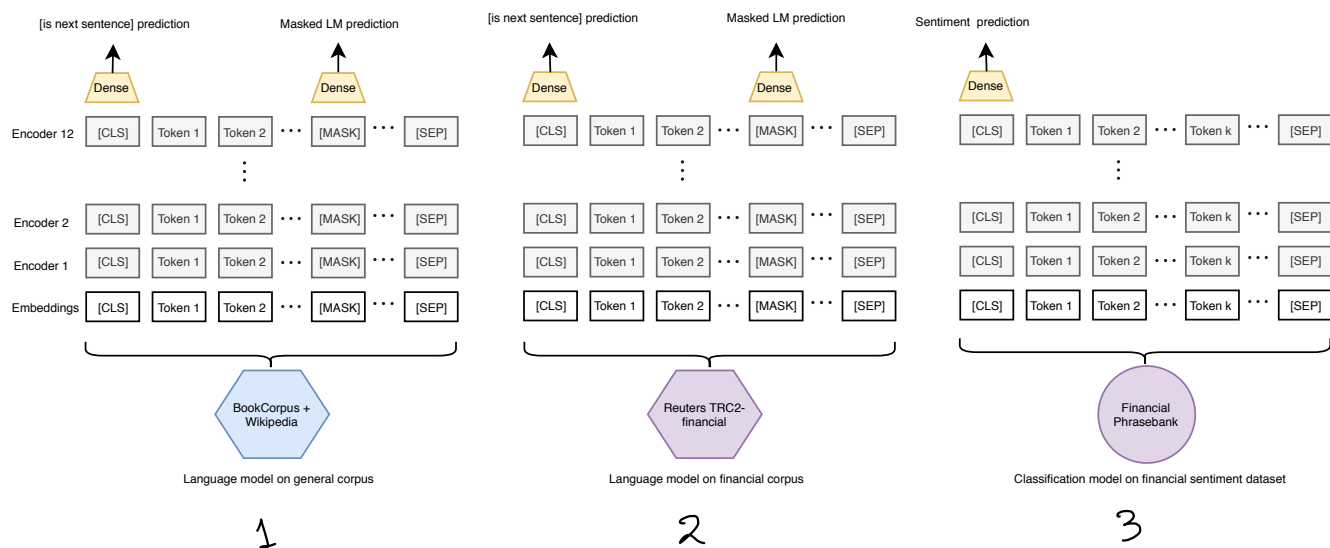 [is next sentence] prediction Masked LM prediction
Dense Dense
Encoder 12 [CLS] Token 1 Token 2 ··· [MASK] ··· [SEP]
Encoder 2 [CLS] Token 1 Token 2 ··· [MASK] ··· [SEP]
Encoder 1 [CLS] Token 1 Token 2 ··· [MASK] ··· [SEP]
Embeddings [CLS] Token 1 Token 2 ··· [MASK] ··· [SEP]
BookCorpus +
Wikipedia
Language model on general corpus
1
[is next sentence] prediction Masked LM prediction
Dense Dense
[CLS] Token 1 Token 2 ··· [MASK] ··· [SEP]
[CLS] Token 1 Token 2 ··· [MASK] ··· [SEP]
[CLS] Token 1 Token 2 ··· [MASK] ··· [SEP]
[CLS] Token 1 Token 2 ··· [MASK] ··· [SEP]
Reuters TRC2-
financial
Language model on financial corpus
2
Sentiment prediction
Dense
[CLS] Token 1 Token 2 ··· Token k ··· [SEP]
[CLS] Token 1 Token 2 ··· Token k ··· [SEP]
[CLS] Token 1 Token 2 ··· Token k ··· [SEP]
[CLS] Token 1 Token 2 ··· Token k ··· [SEP]
Financial
Phrasebank
Classification model on financial sentiment dataset
3